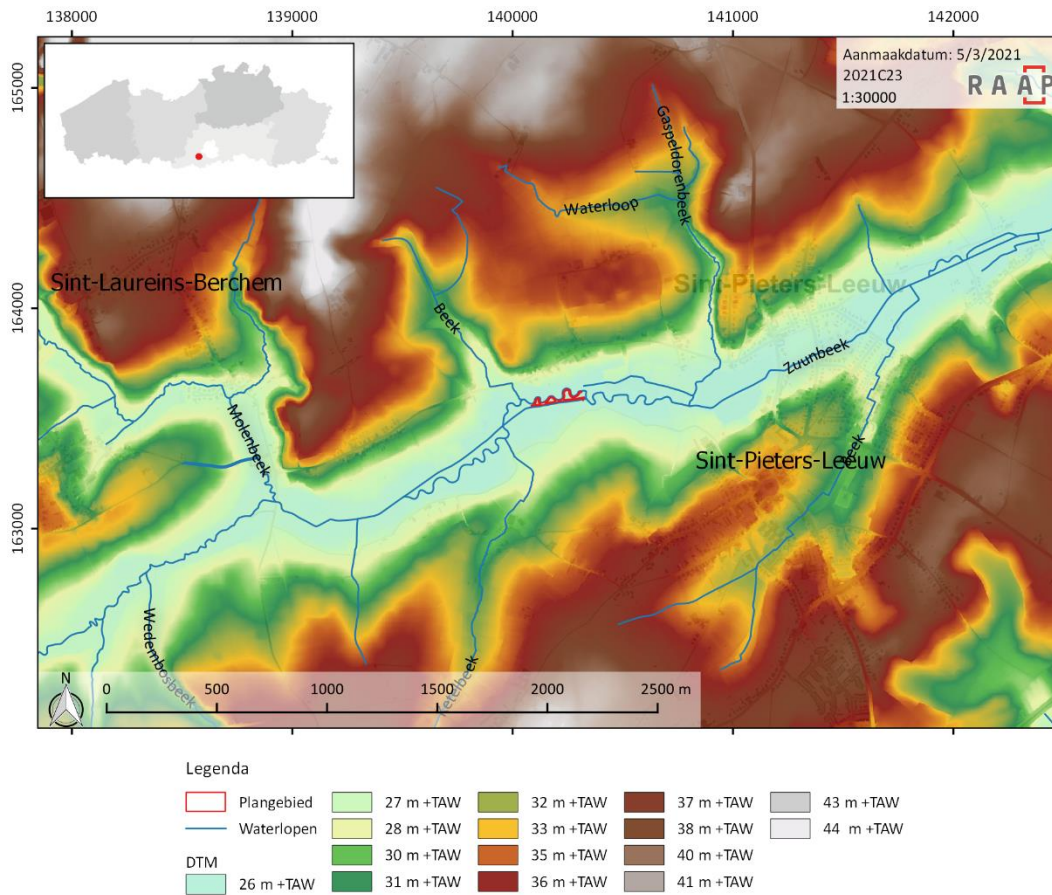 138000 139000 140000 141000 142000
165000
164000
163000
Aanmaakdatum: 5/3/2021
2021C23
1:30000
RAAP
Gaspeldorenbeek
Waterloop
Sint-Laureins-Berchem
Sint-Pieters-Leeuw
Beek
Zuunbeek
Molenbeek
Sint-Pieters-Leeuw
Beek
Wedembosbeek
Ketelbeek
N
0 500 1000 1500 2000 2500 m
Legenda
Plangebied
Waterlopen
DTM
26 m +TAW
27 m +TAW
28 m +TAW
30 m +TAW
31 m +TAW
32 m +TAW
33 m +TAW
35 m +TAW
36 m +TAW
37 m +TAW
38 m +TAW
40 m +TAW
41 m +TAW
43 m +TAW
44 m +TAW